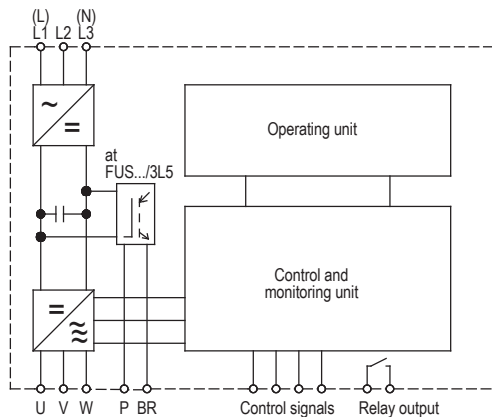 (L) (N)
L1 L2 L3
~
=
Operating unit
at
FUS.../3L5
Control and
monitoring unit
=
≈
U V W P BR Control signals Relay output